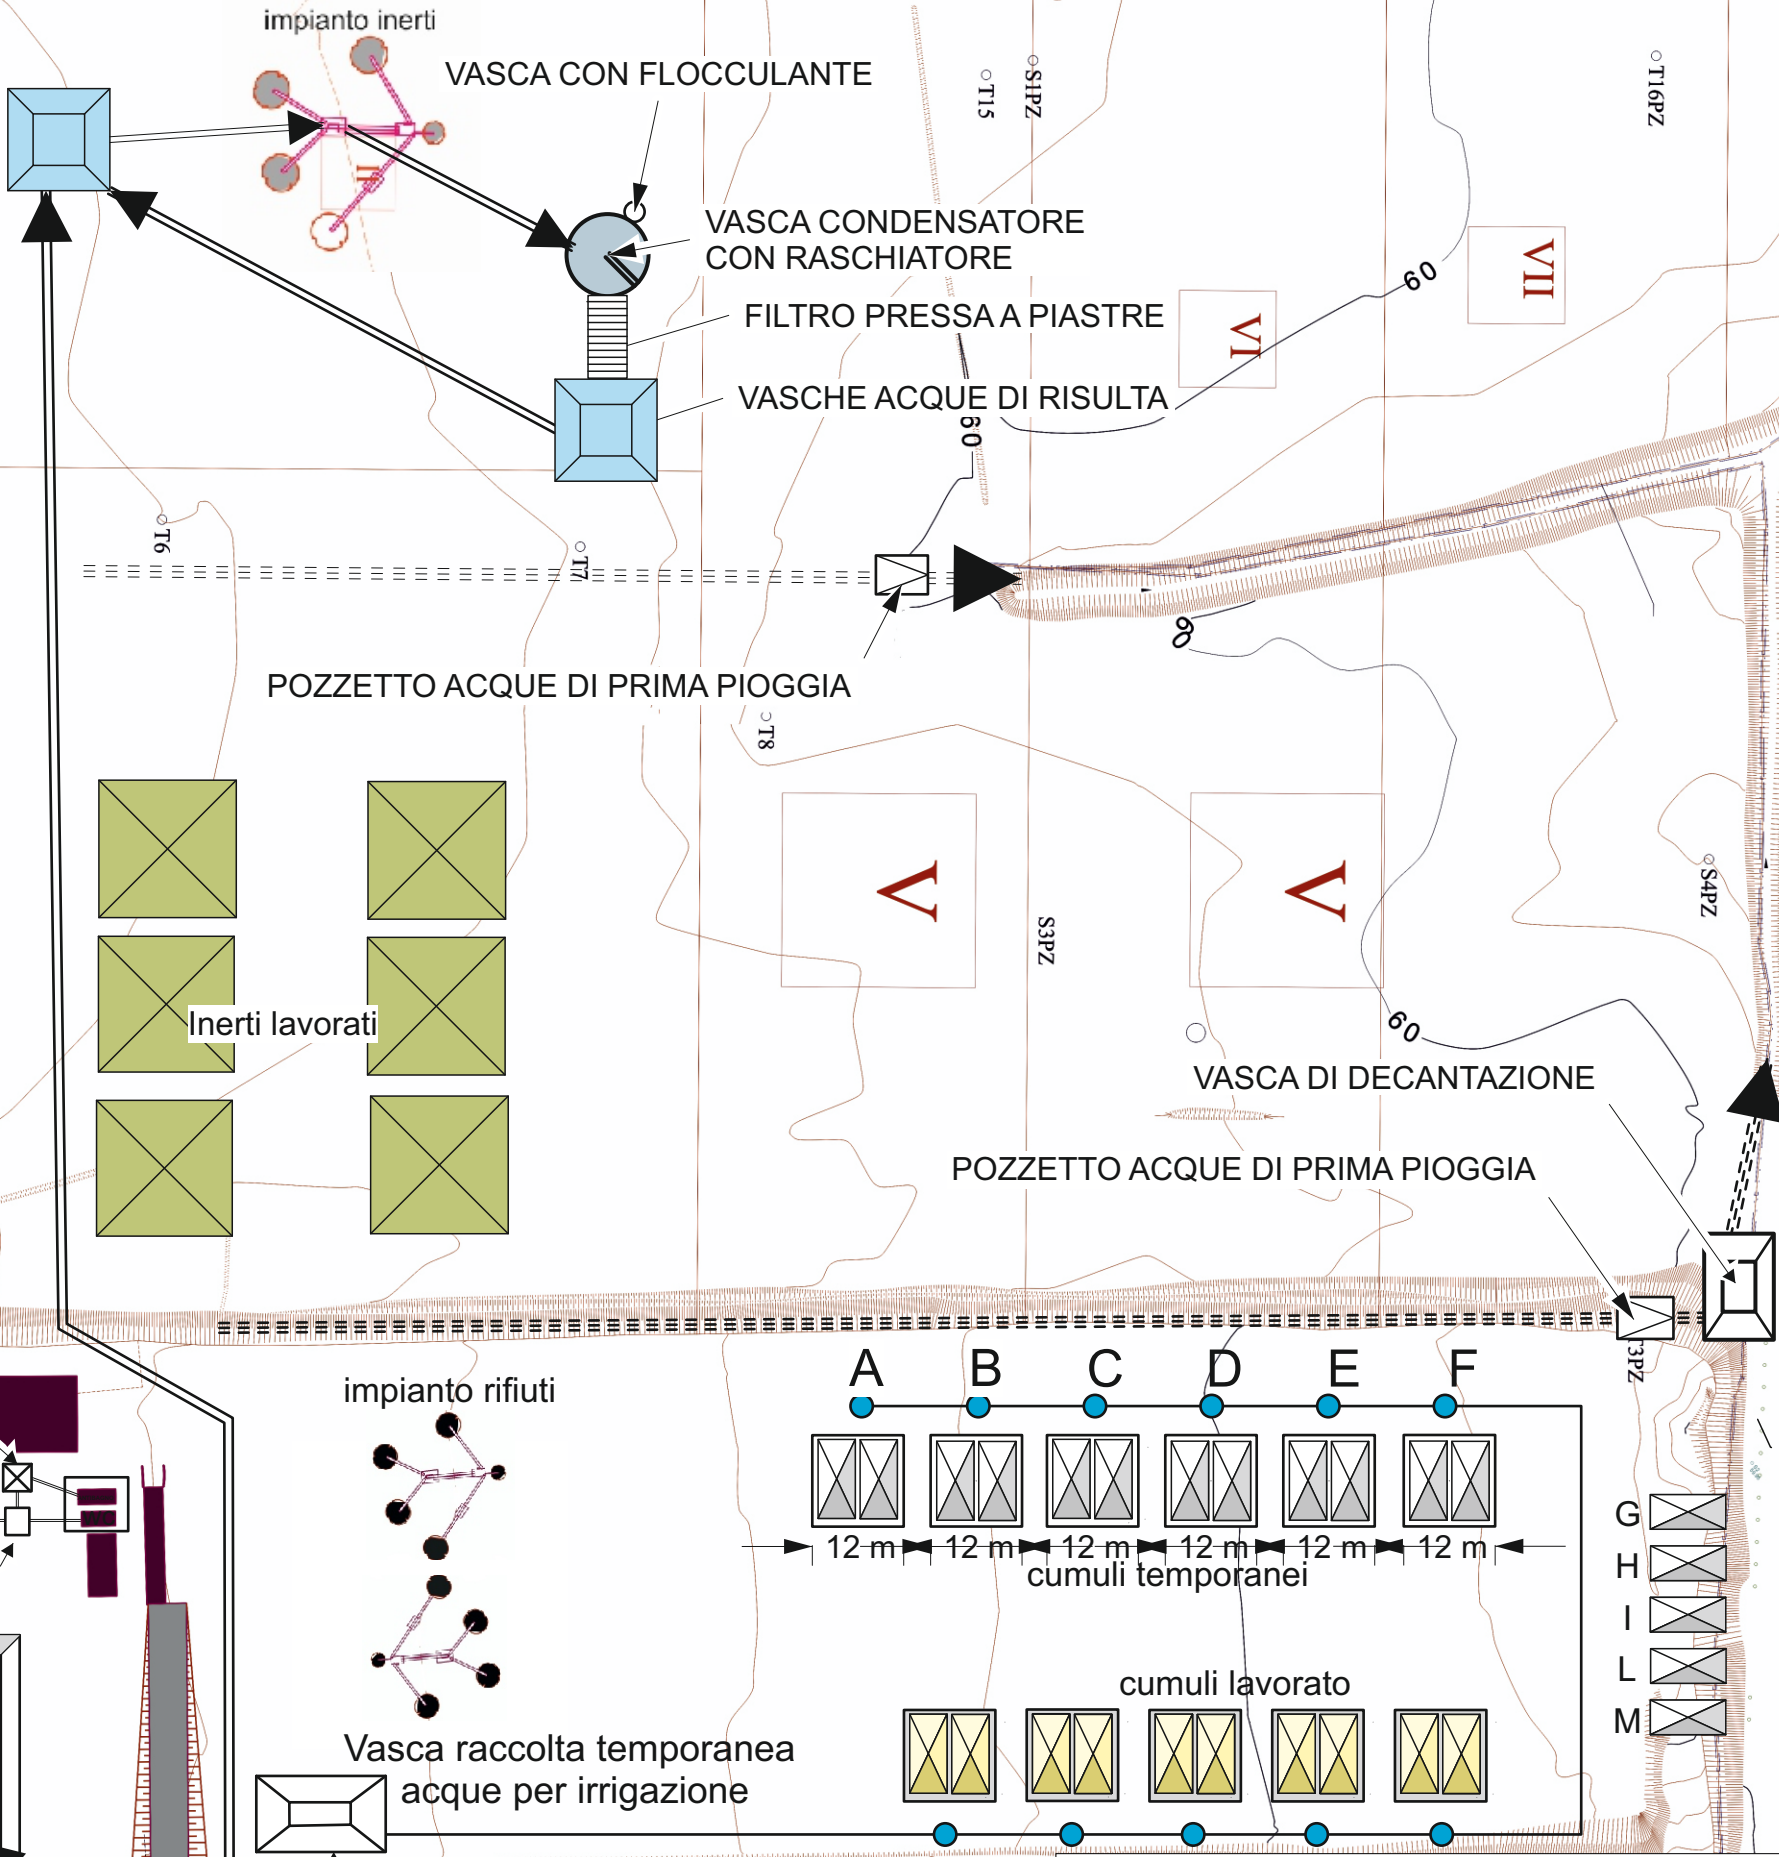 impianto inerti
VASCA CON FLOCCULANTE
T15
S1PZ
T16PZ
II
VASCA CONDENSATORE
CON RASCHIATORE
60
VII
FILTRO PRESSA A PIASTRE
VI
VASCHE ACQUE DI RISULTA
60
T6
T7
60
POZZETTO ACQUE DI PRIMA PIOGGIA
T8
V
V
S4PZ
S3PZ
Inerti lavorati
60
VASCA DI DECANTAZIONE
POZZETTO ACQUE DI PRIMA PIOGGIA
T3PZ
A B C D E F
impianto rifiuti
12 m 12 m 12 m 12 m 12 m 12 m
cumuli temporanei
G
H
I
L
M
cumuli lavorato
Vasca raccolta temporanea
acque per irrigazione